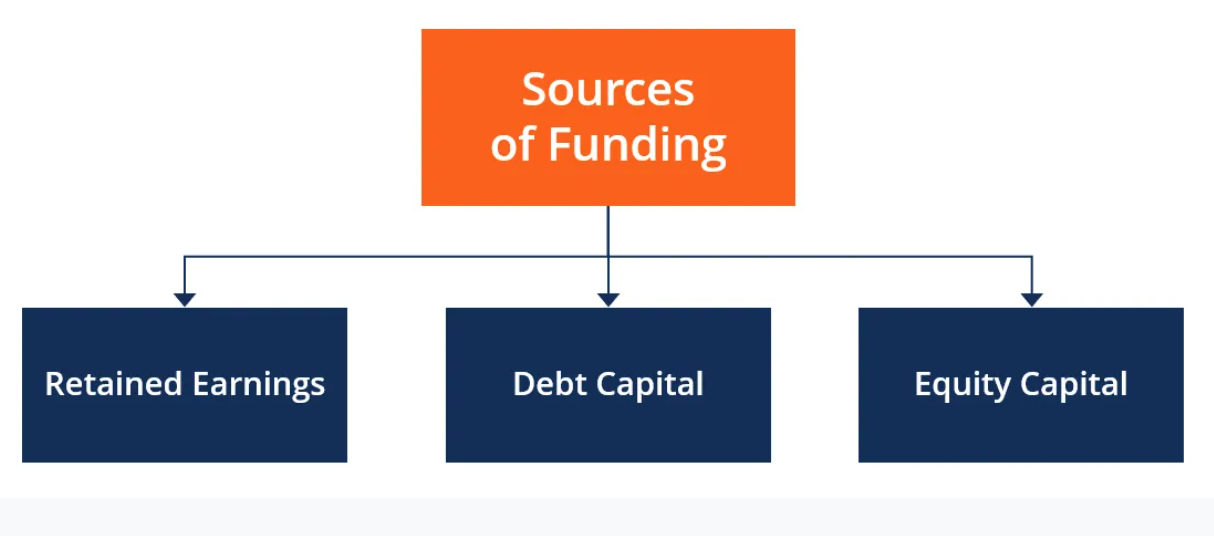 Sources
of Funding
Retained Earnings
Debt Capital
Equity Capital